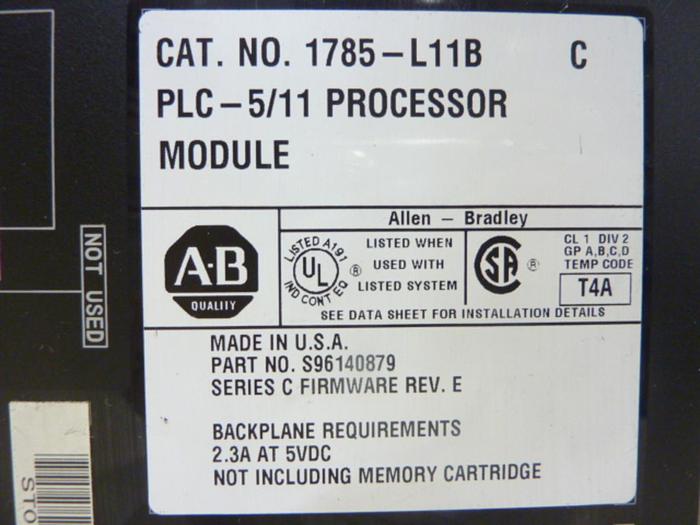 CAT. NO. 1785-L11B C
PLC-5/11 PROCESSOR
MODULE
Allen - Bradley
A·B
QUALITY
LISTED A191
UL ®
IND CONT EQ
LISTED WHEN
USED WITH
LISTED SYSTEM
SA ®
CL 1 DIV 2
GP A,B,C,D
TEMP CODE
T4A
SEE DATA SHEET FOR INSTALLATION DETAILS
MADE IN U.S.A.
PART NO. S96140879
SERIES C FIRMWARE REV. E
BACKPLANE REQUIREMENTS
2.3A AT 5VDC
NOT INCLUDING MEMORY CARTRIDGE
NOT USED